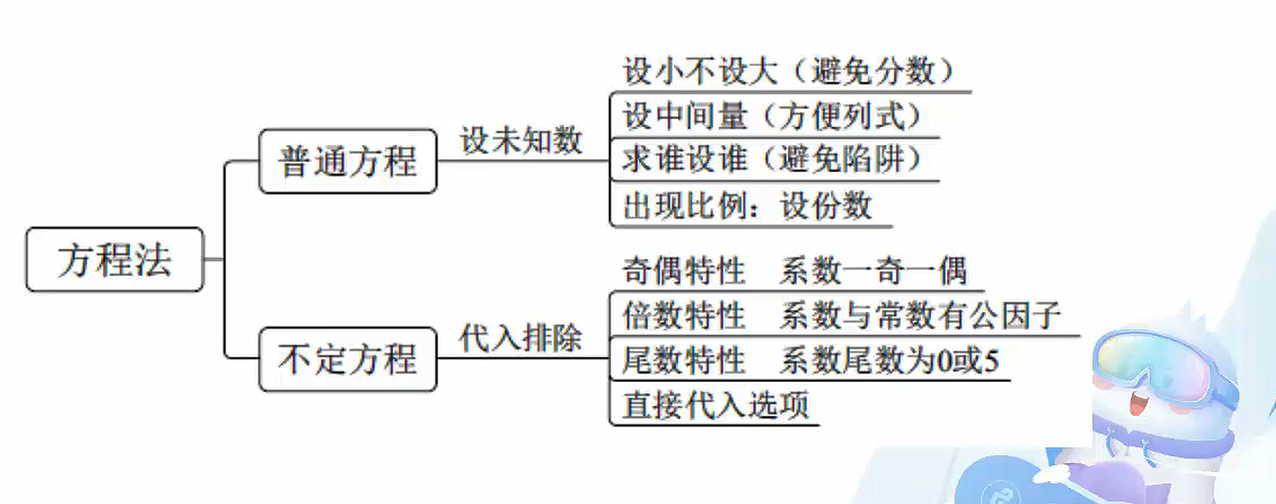 方程法
普通方程
设未知数
设小不设大（避免分数）
设中间量（方便列式）
求谁设谁（避免陷阱）
出现比例：设份数
不定方程
代入排除
奇偶特性 系数一奇一偶
倍数特性 系数与常数有公因子
尾数特性 系数尾数为0或5
直接代入选项